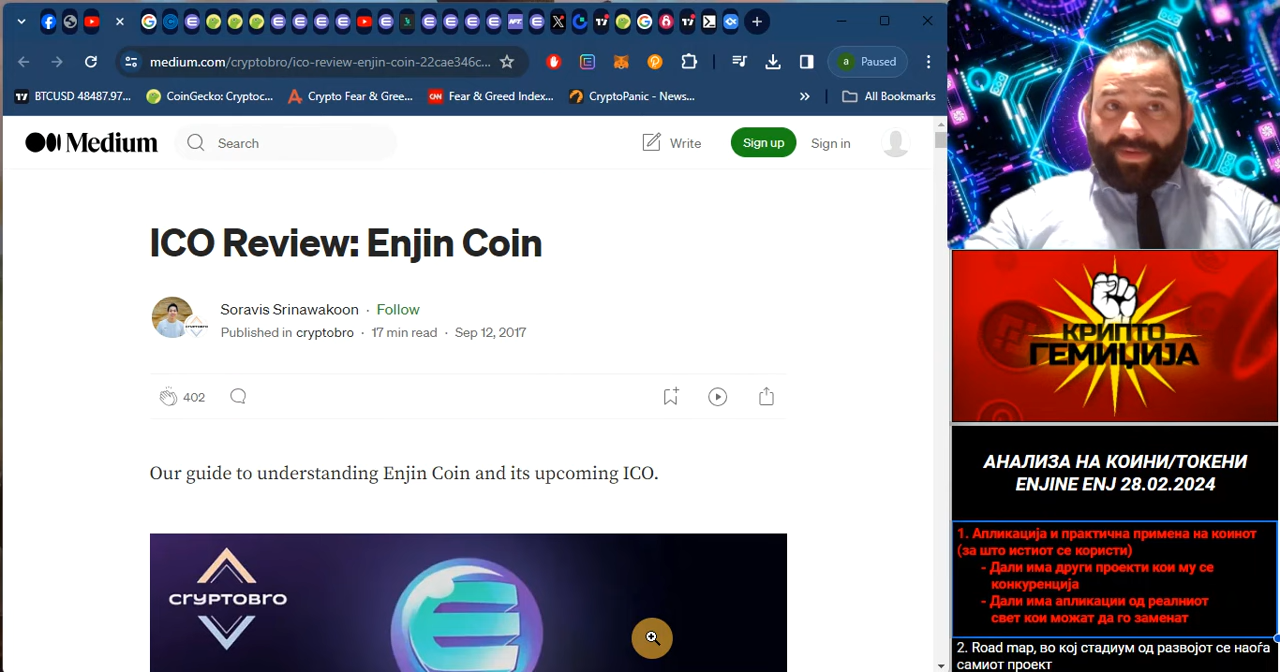 medium.com/cryptobro/ico-review-enjin-coin-22cae346c...
a Paused
BTCUSD 48487.97...
CoinGecko: Cryptoc...
Crypto Fear & Gree...
CNN Fear & Greed Index...
CryptoPanic - News...
»
All Bookmarks
Medium
Search
Write
Sign up
Sign in
ICO Review: Enjin Coin
Soravis Srinawakoon · Follow
Published in cryptobro · 17 min read · Sep 12, 2017
402
Our guide to understanding Enjin Coin and its upcoming ICO.
CRYPTOBRO
КРИПТО
ГЕМИЏИЈА
АНАЛИЗА НА КОИНИ/ТОКЕНИ
ENJINE ENJ 28.02.2024
1. Апликација и практична примена на коинот
(за што истиот се користи)
- Дали има други проекти кои му се
конкуренција
- Дали има апликации од реалниот
свет кои можат да го заменат
2. Road map, во кој стадиум од развојот се наоѓа
самиот проект